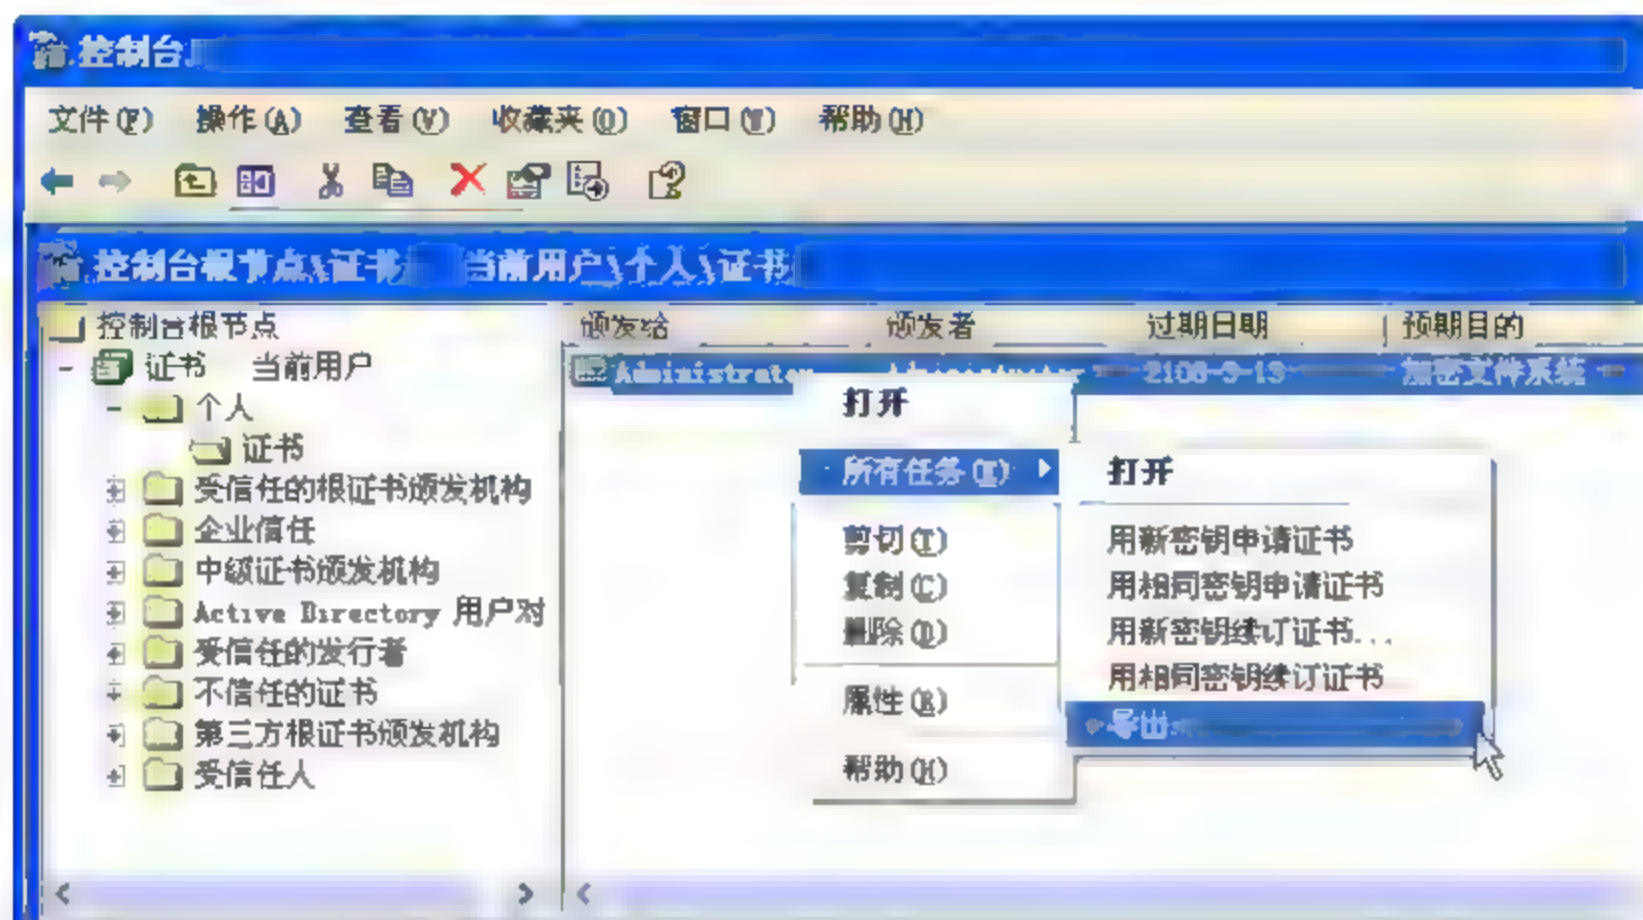 控制台
文件(F) 操作(A) 查看(V) 收藏夹(O) 窗口(W) 帮助(H)
控制台根节点\证书 当前用户\个人\证书
控制台根节点
颁发给 颁发者 过期日期 预期目的
证书 当前用户
Administrator Administrator 2108-3-13 加密文件系统
个人
证书
受信任的根证书颁发机构
企业信任
中级证书颁发机构
Active Directory 用户对
受信任的发行者
不信任的证书
第三方根证书颁发机构
受信任人
打开
所有任务(K)
剪切(T)
复制(C)
删除(D)
属性(R)
帮助(H)
打开
用新密钥申请证书
用相同密钥申请证书
用新密钥续订证书...
用相同密钥续订证书
导出